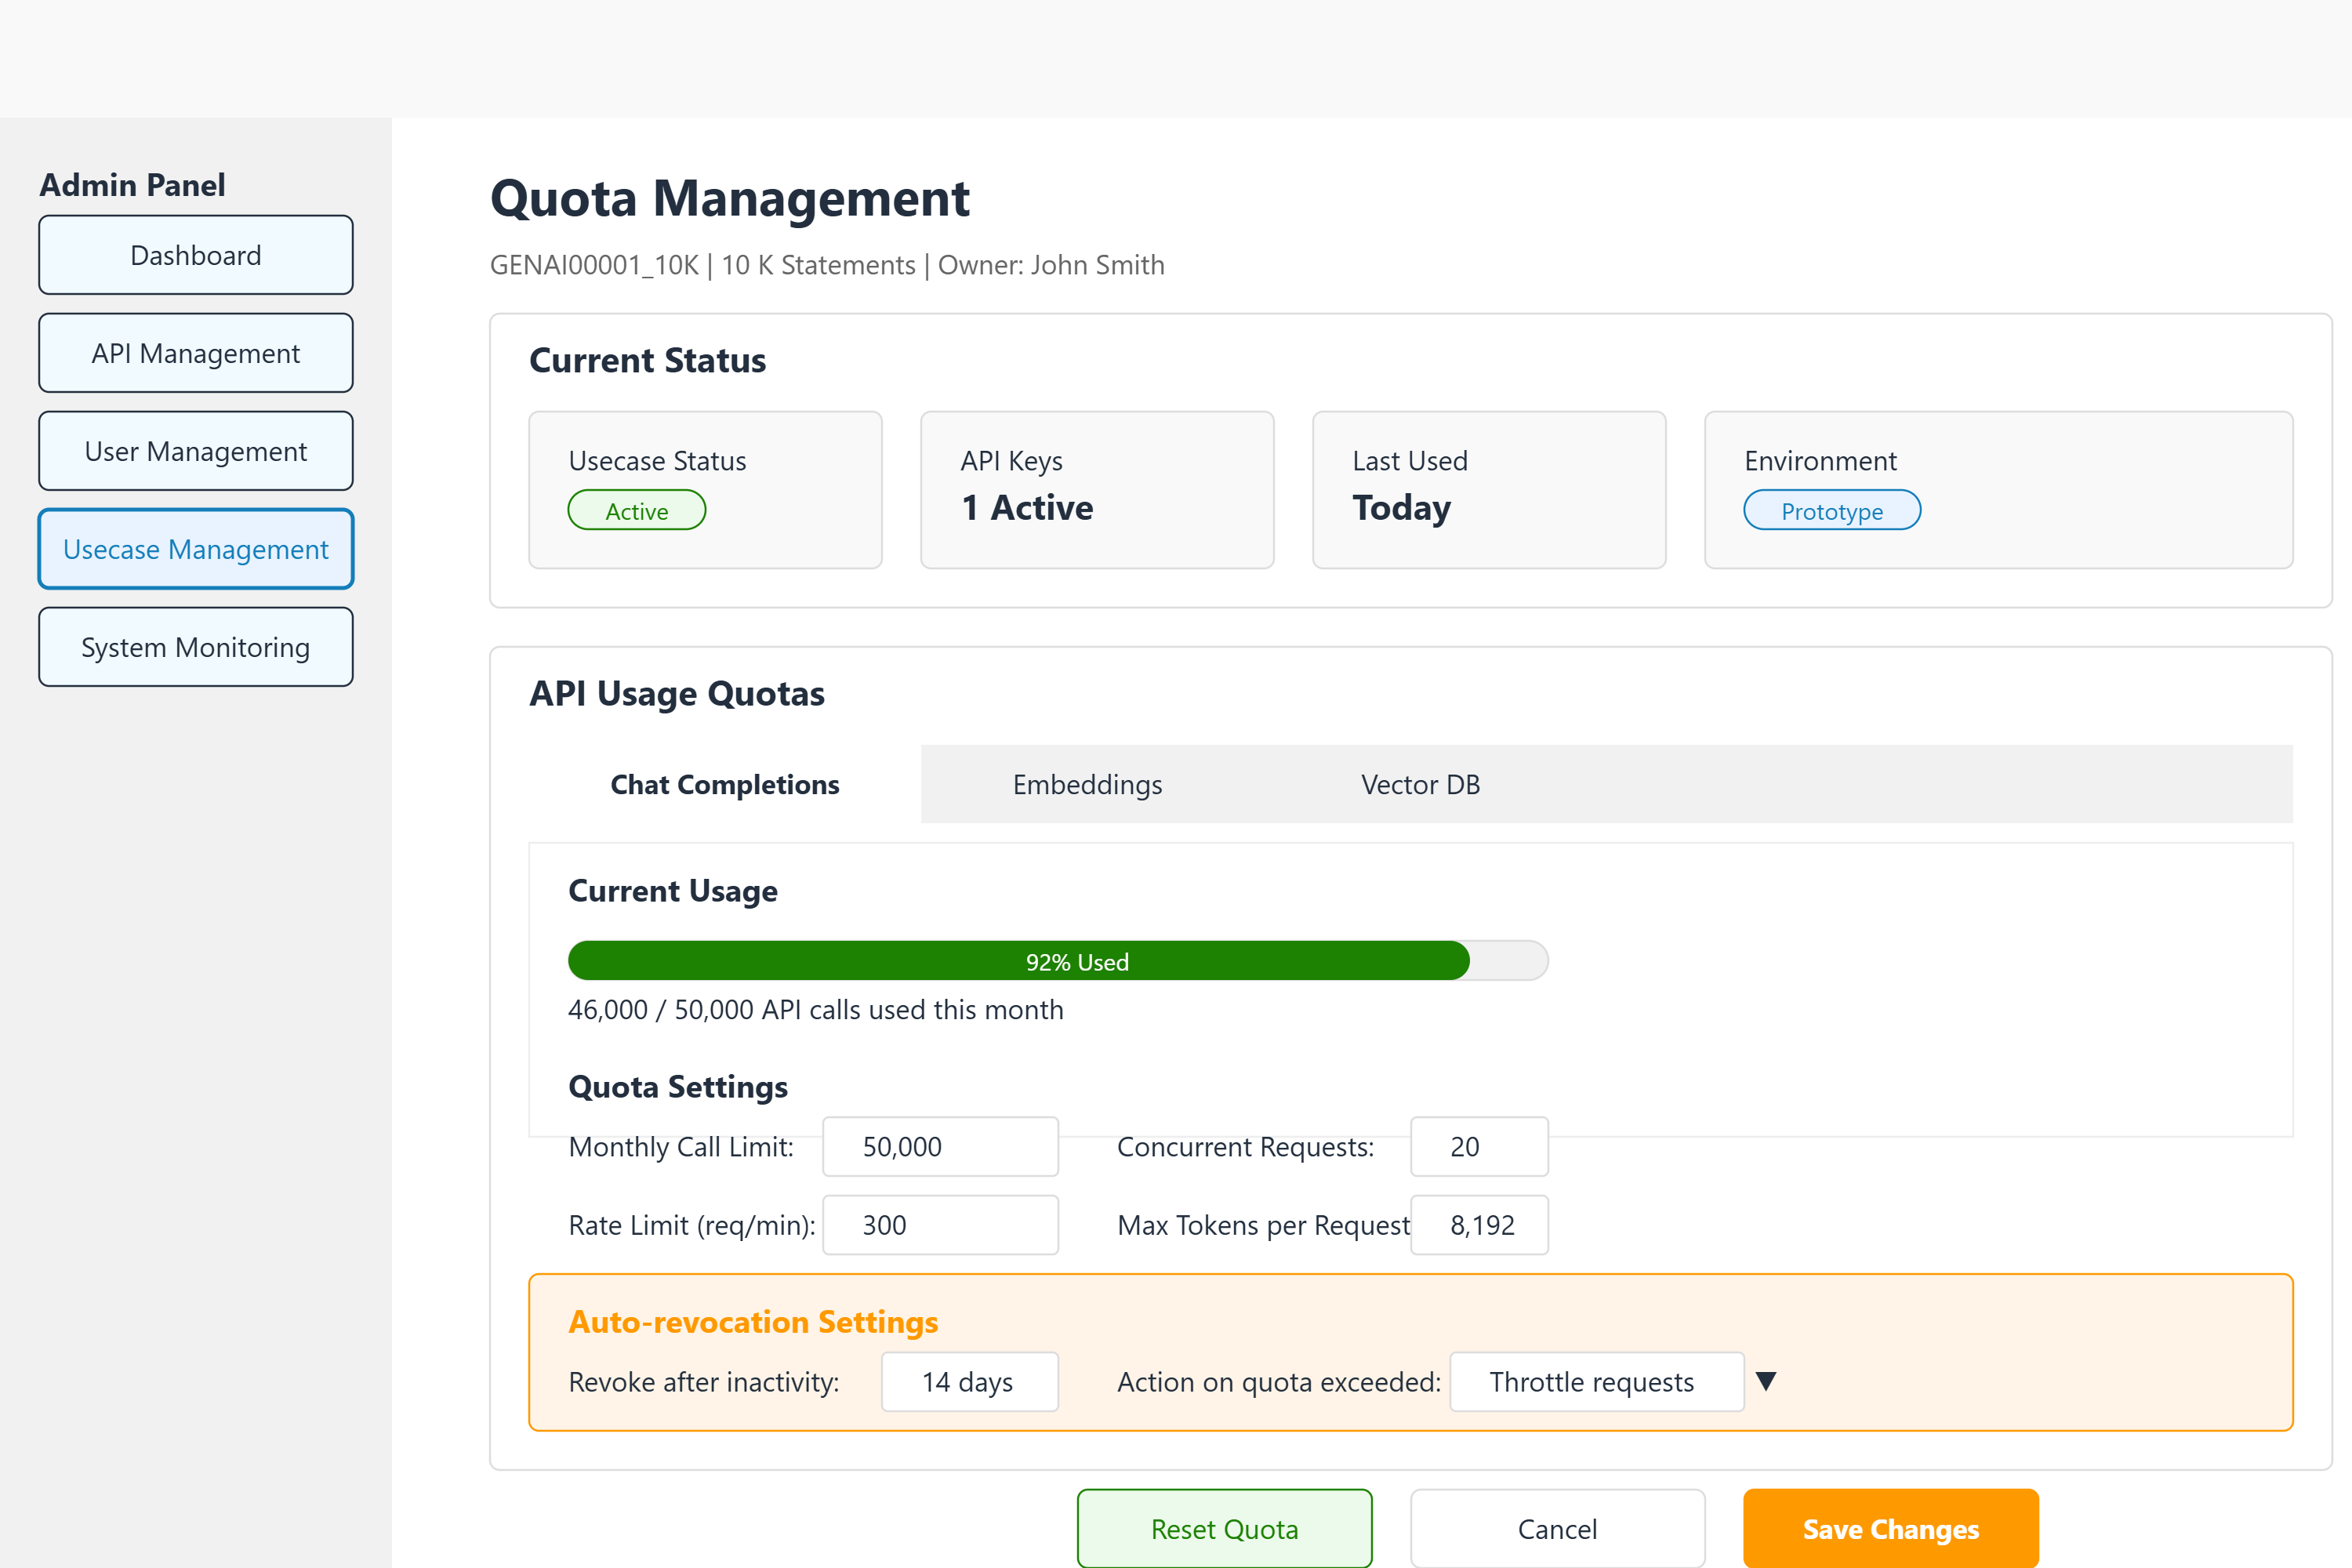 Admin Panel
Dashboard
API Management
User Management
Usecase Management
System Monitoring
Quota Management
GENAI00001_10K | 10 K Statements | Owner: John Smith
Current Status
Usecase Status
Active
API Keys
1 Active
Last Used
Today
Environment
Prototype
API Usage Quotas
Chat Completions
Embeddings
Vector DB
Current Usage
92% Used
46,000 / 50,000 API calls used this month
Quota Settings
Monthly Call Limit: 50,000
Concurrent Requests: 20
Rate Limit (req/min): 300
Max Tokens per Request 8,192
Auto-revocation Settings
Revoke after inactivity: 14 days
Action on quota exceeded: Throttle requests ▼
Reset Quota
Cancel
Save Changes